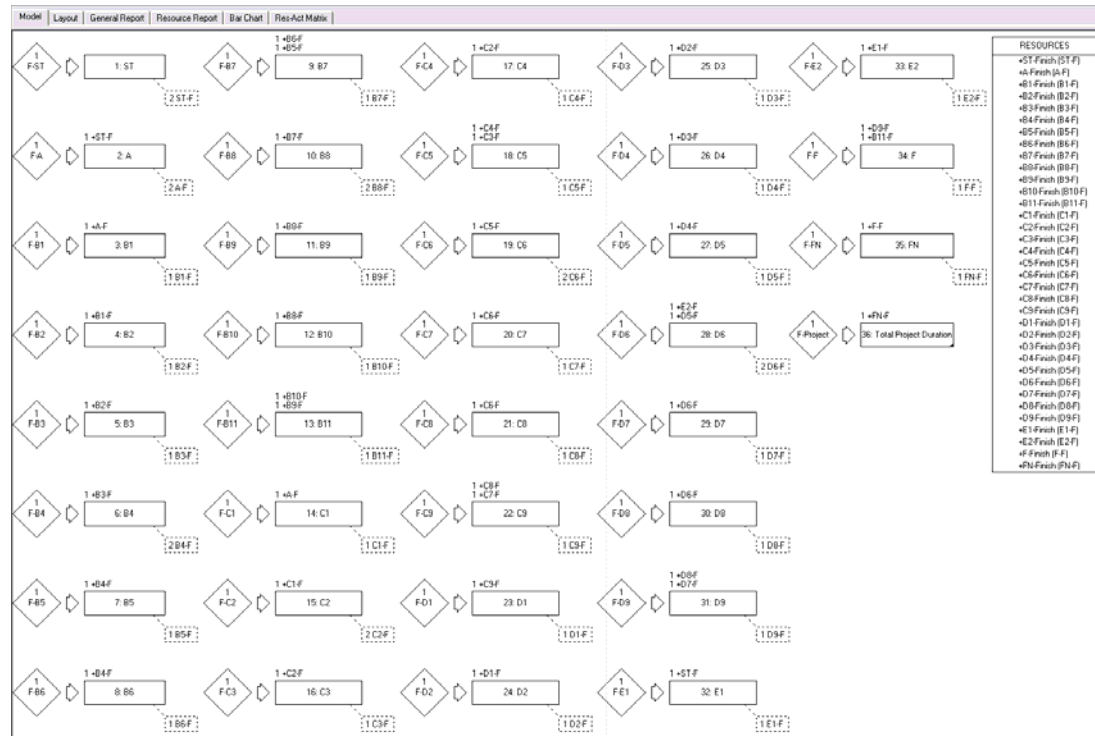 Model Layout General Report Resource Report Bar Chart Res-Act Matrix
1 F-ST 1: ST 2 ST-F
1 F-A 1 +ST-F 2: A 2 A-F
1 F-B1 1 +A-F 3: B1 1 B1-F
1 F-B2 1 +B1-F 4: B2 1 B2-F
1 F-B3 1 +B2-F 5: B3 1 B3-F
1 F-B4 1 +B3-F 6: B4 2 B4-F
1 F-B5 1 +B4-F 7: B5 1 B5-F
1 F-B6 1 +B4-F 8: B6 1 B6-F
1 F-B7 1 +B6-F 1 +B5-F 9: B7 1 B7-F
1 F-B8 1 +B7-F 10: B8 2 B8-F
1 F-B9 1 +B8-F 11: B9 1 B9-F
1 F-B10 1 +B8-F 12: B10 1 B10-F
1 F-B11 1 +B10-F 1 +B9-F 13: B11 1 B11-F
1 F-C1 1 +A-F 14: C1 1 C1-F
1 F-C2 1 +C1-F 15: C2 2 C2-F
1 F-C3 1 +C2-F 16: C3 1 C3-F
1 F-C4 1 +C2-F 17: C4 1 C4-F
1 F-C5 1 +C4-F 1 +C3-F 18: C5 1 C5-F
1 F-C6 1 +C5-F 19: C6 2 C6-F
1 F-C7 1 +C6-F 20: C7 1 C7-F
1 F-C8 1 +C6-F 21: C8 1 C8-F
1 F-C9 1 +C8-F 1 +C7-F 22: C9 1 C9-F
1 F-D1 1 +C9-F 23: D1 1 D1-F
1 F-D2 1 +D1-F 24: D2 1 D2-F
1 F-D3 1 +D2-F 25: D3 1 D3-F
1 F-D4 1 +D3-F 26: D4 1 D4-F
1 F-D5 1 +D4-F 27: D5 1 D5-F
1 F-D6 1 +E2-F 1 +D5-F 28: D6 2 D6-F
1 F-D7 1 +D6-F 29: D7 1 D7-F
1 F-D8 1 +D6-F 30: D8 1 D8-F
1 F-D9 1 +D8-F 1 +D7-F 31: D9 1 D9-F
1 F-E1 1 +ST-F 32: E1 1 E1-F
1 F-E2 1 +E1-F 33: E2 1 E2-F
1 F-F 1 +D9-F 1 +B11-F 34: F 1 F-F
1 F-FN 1 +F-F 35: FN 1 FN-F
1 F-Project 1 +FN-F 36: Total Project Duration
RESOURCES
+ST-Finish (ST-F)
+A-Finish (A-F)
+B1-Finish (B1-F)
+B2-Finish (B2-F)
+B3-Finish (B3-F)
+B4-Finish (B4-F)
+B5-Finish (B5-F)
+B6-Finish (B6-F)
+B7-Finish (B7-F)
+B8-Finish (B8-F)
+B9-Finish (B9-F)
+B10-Finish (B10-F)
+B11-Finish (B11-F)
+C1-Finish (C1-F)
+C2-Finish (C2-F)
+C3-Finish (C3-F)
+C4-Finish (C4-F)
+C5-Finish (C5-F)
+C6-Finish (C6-F)
+C7-Finish (C7-F)
+C8-Finish (C8-F)
+C9-Finish (C9-F)
+D1-Finish (D1-F)
+D2-Finish (D2-F)
+D3-Finish (D3-F)
+D4-Finish (D4-F)
+D5-Finish (D5-F)
+D6-Finish (D6-F)
+D7-Finish (D7-F)
+D8-Finish (D8-F)
+D9-Finish (D9-F)
+E1-Finish (E1-F)
+E2-Finish (E2-F)
+F-Finish (F-F)
+FN-Finish (FN-F)